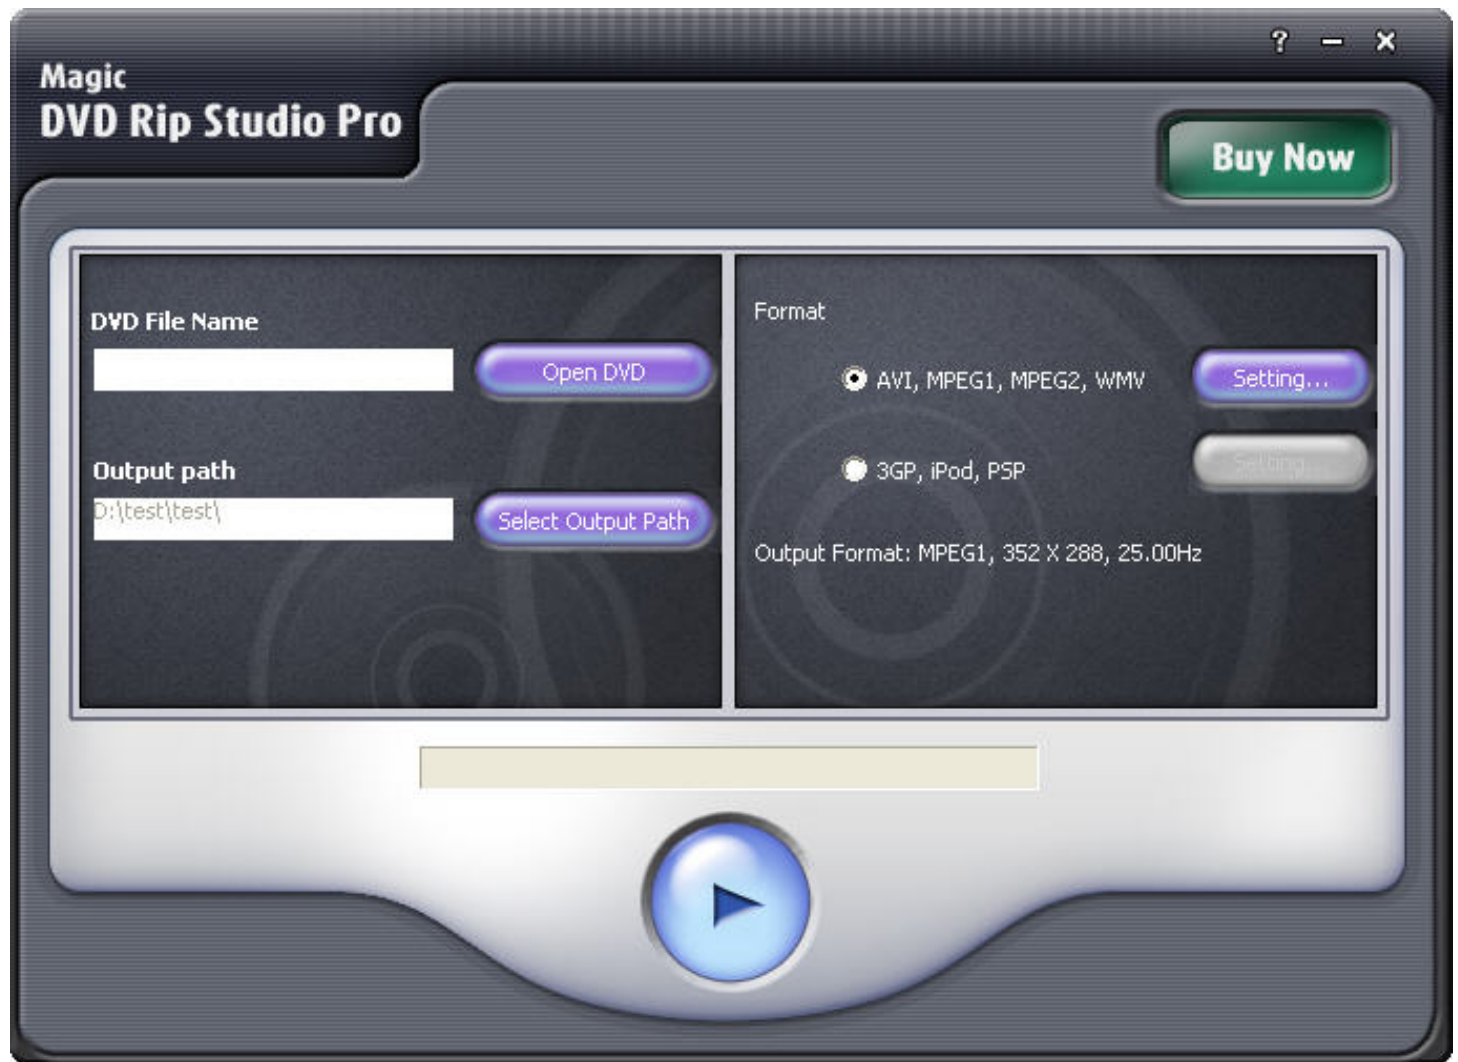 ?
Magic
DVD Rip Studio Pro
Buy Now
DVD File Name
Open DVD
Output path
D:\test\test\
Select Output Path
Format
AVI, MPEG1, MPEG2, WMV
Setting...
3GP, iPod, PSP
Setting...
Output Format: MPEG1, 352 X 288, 25.00Hz